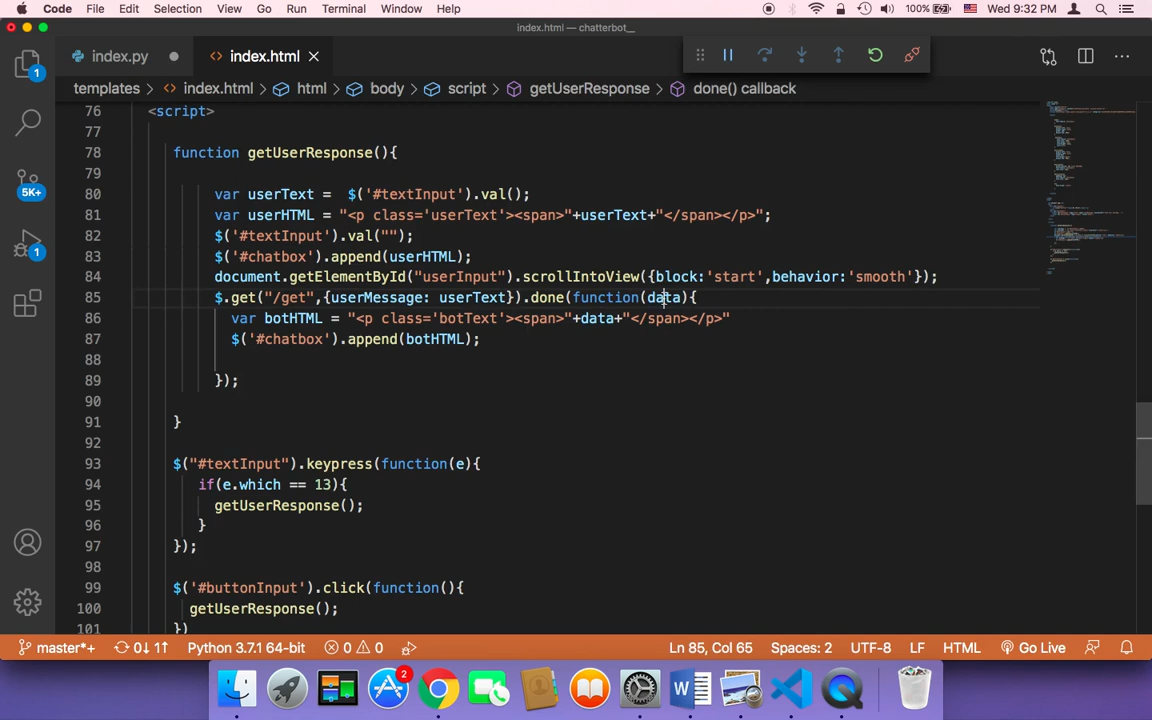 Code File Edit Selection View Go Run Terminal Window Help 100% Wed 9:32 PM
index.html — chatterbot_
index.py index.html
1
templates index.html html body script getUserResponse done() callback
76 <script>
77
78 function getUserResponse(){
79
80 var userText =  $('#textInput').val();
81 var userHTML = "<p class='userText'><span>"+userText+"</span></p>";
82 $('#textInput').val("");
83 $('#chatbox').append(userHTML);
84 document.getElementById("userInput").scrollIntoView({block:'start',behavior:'smooth'});
85 $.get("/get",{userMessage: userText}).done(function(data){
86 var botHTML = "<p class='botText'><span>"+data+"</span></p>"
87 $('#chatbox').append(botHTML);
88
89 });
90
91 }
92
93 $("#textInput").keypress(function(e){
94 if(e.which == 13){
95 getUserResponse();
96 }
97 });
98
99 $('#buttonInput').click(function(){
100 getUserResponse();
101 })
5K+
1
master*+ 0↓ 1↑ Python 3.7.1 64-bit 0 0 Ln 85, Col 65 Spaces: 2 UTF-8 LF HTML Go Live
2